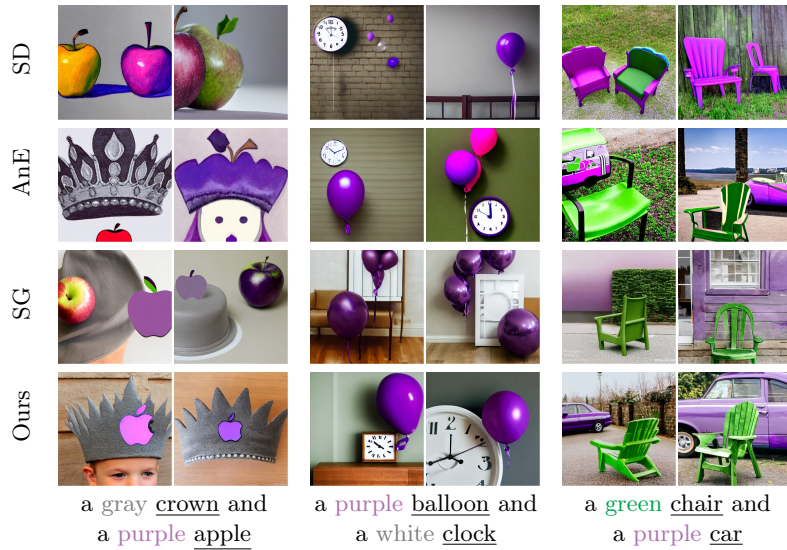 SD
AnE
SG
Ours
a gray crown and
a purple apple
a purple balloon and
a white clock
a green chair and
a purple car